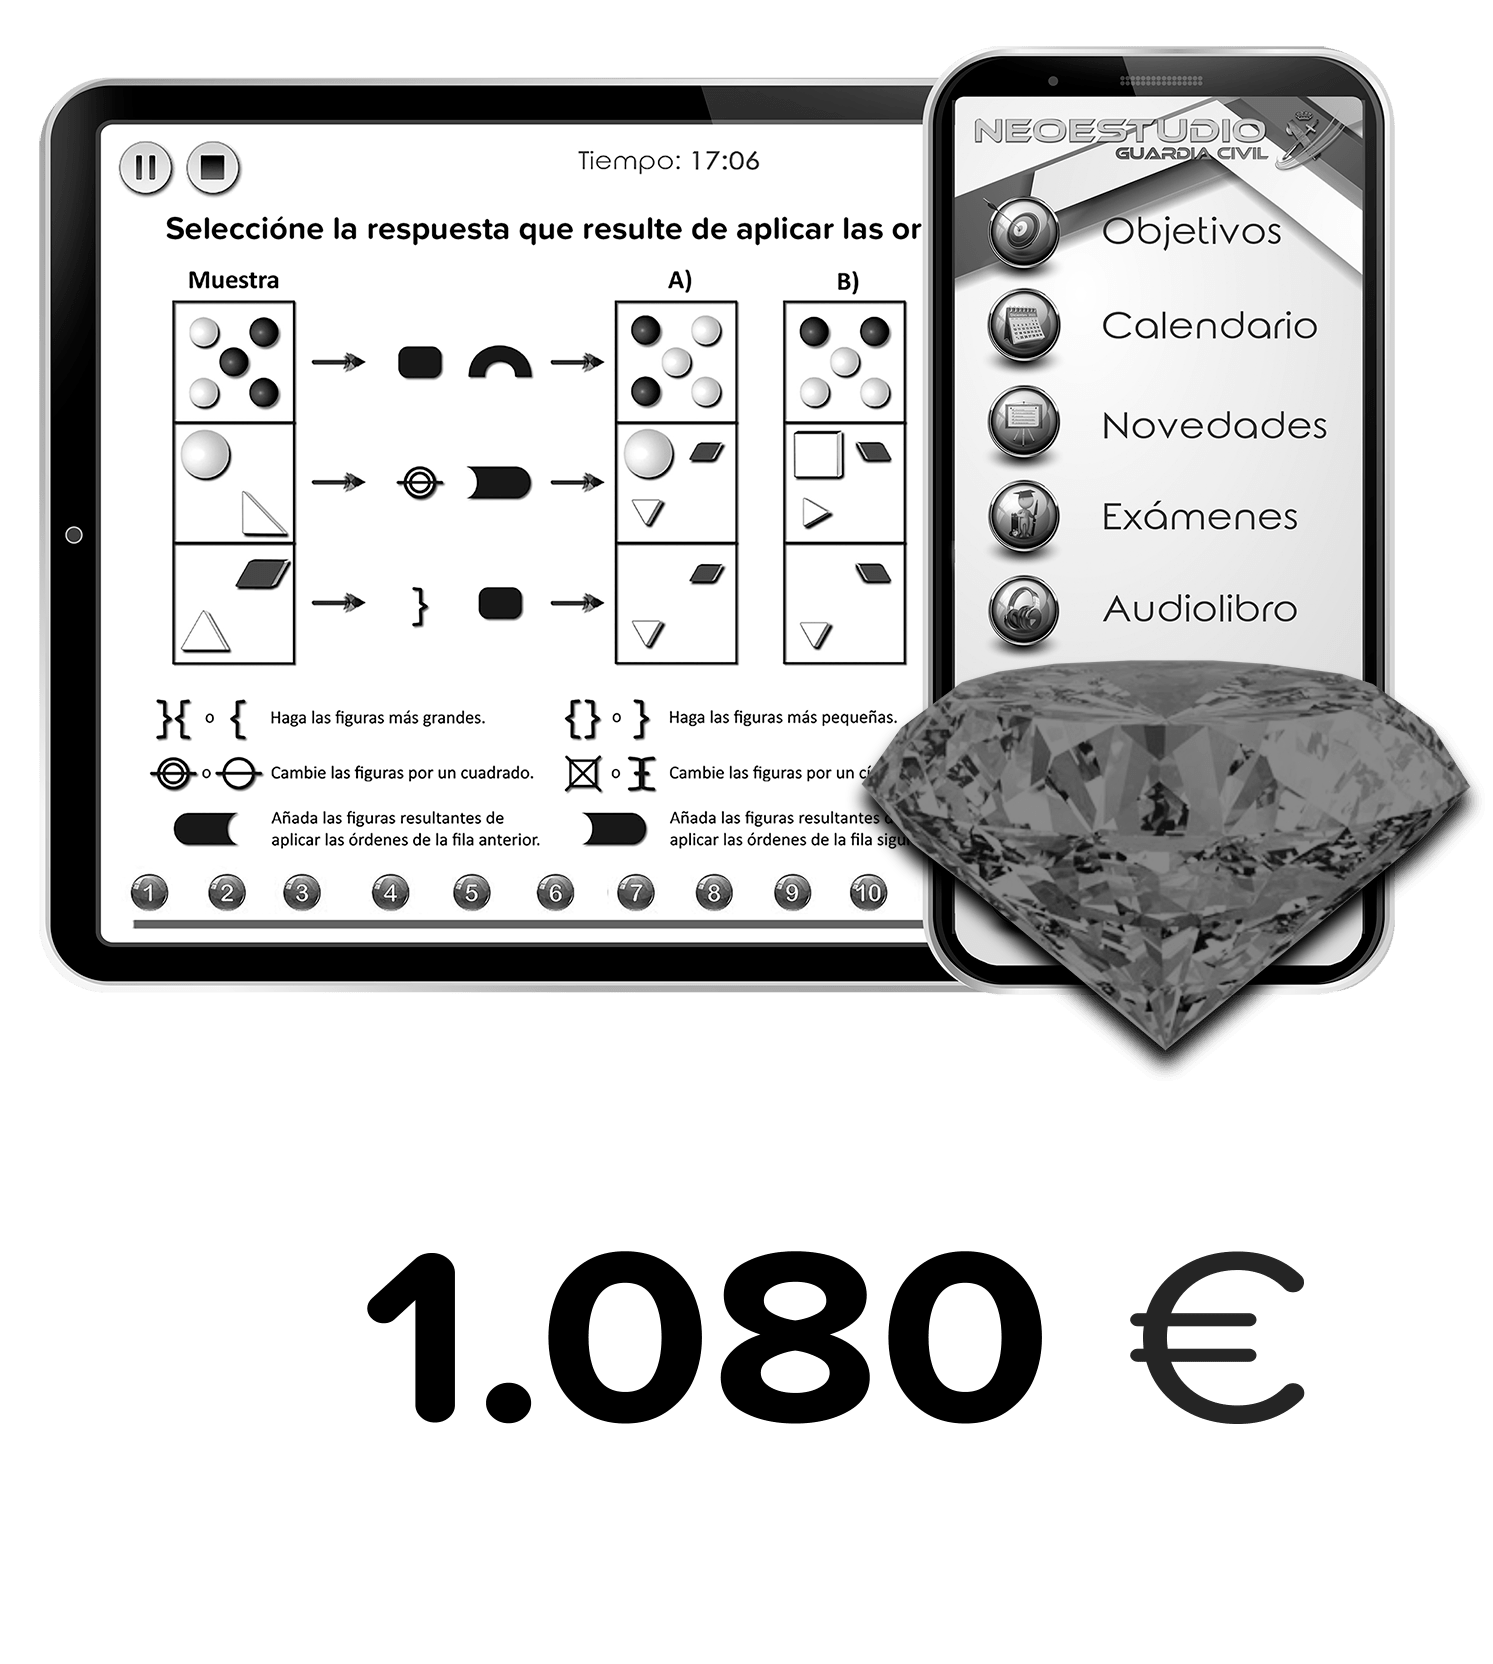 Tiempo: 17:06
Seleccióne la respuesta que resulte de aplicar las or
Muestra
A)
B)
}
}{ o { Haga las figuras más grandes.
{} o } Haga las figuras más pequeñas.
o Cambie las figuras por un cuadrado.
o Cambie las figuras por un
Añada las figuras resultantes de
aplicar las órdenes de la fila anterior.
Añada las figuras resultantes
aplicar las órdenes de la fila
1 2 3 4 5 6 7 8 9 10
NEOESTUDIO
GUARDIA CIVIL
Objetivos
Calendario
Novedades
Exámenes
Audiolibro
1.080 €